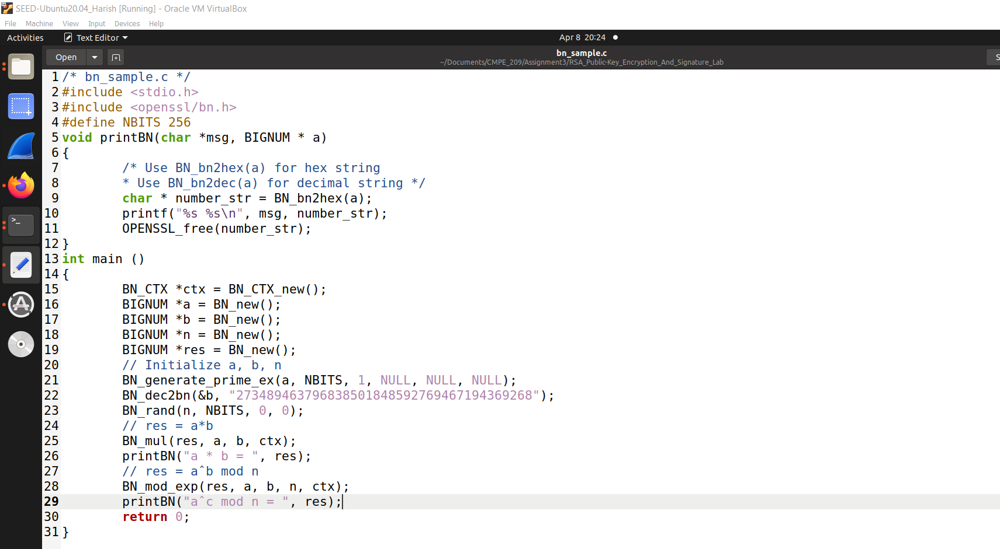 SEED-Ubuntu20.04_Harish [Running] - Oracle VM VirtualBox
File Machine View Input Devices Help
Activities Text Editor Apr 8 20:24
Open bn_sample.c S
~/Documents/CMPE_209/Assignment3/RSA_Public-Key_Encryption_And_Signature_Lab
1 /* bn_sample.c */
2 #include <stdio.h>
3 #include <openssl/bn.h>
4 #define NBITS 256
5 void printBN(char *msg, BIGNUM * a)
6 {
7 /* Use BN_bn2hex(a) for hex string
8 * Use BN_bn2dec(a) for decimal string */
9 char * number_str = BN_bn2hex(a);
10 printf("%s %s\n", msg, number_str);
11 OPENSSL_free(number_str);
12 }
13 int main ()
14 {
15 BN_CTX *ctx = BN_CTX_new();
16 BIGNUM *a = BN_new();
17 BIGNUM *b = BN_new();
18 BIGNUM *n = BN_new();
19 BIGNUM *res = BN_new();
20 // Initialize a, b, n
21 BN_generate_prime_ex(a, NBITS, 1, NULL, NULL, NULL);
22 BN_dec2bn(&b, "273489463796838501848592769467194369268");
23 BN_rand(n, NBITS, 0, 0);
24 // res = a*b
25 BN_mul(res, a, b, ctx);
26 printBN("a * b = ", res);
27 // res = aˆb mod n
28 BN_mod_exp(res, a, b, n, ctx);
29 printBN("aˆc mod n = ", res);
30 return 0;
31 }